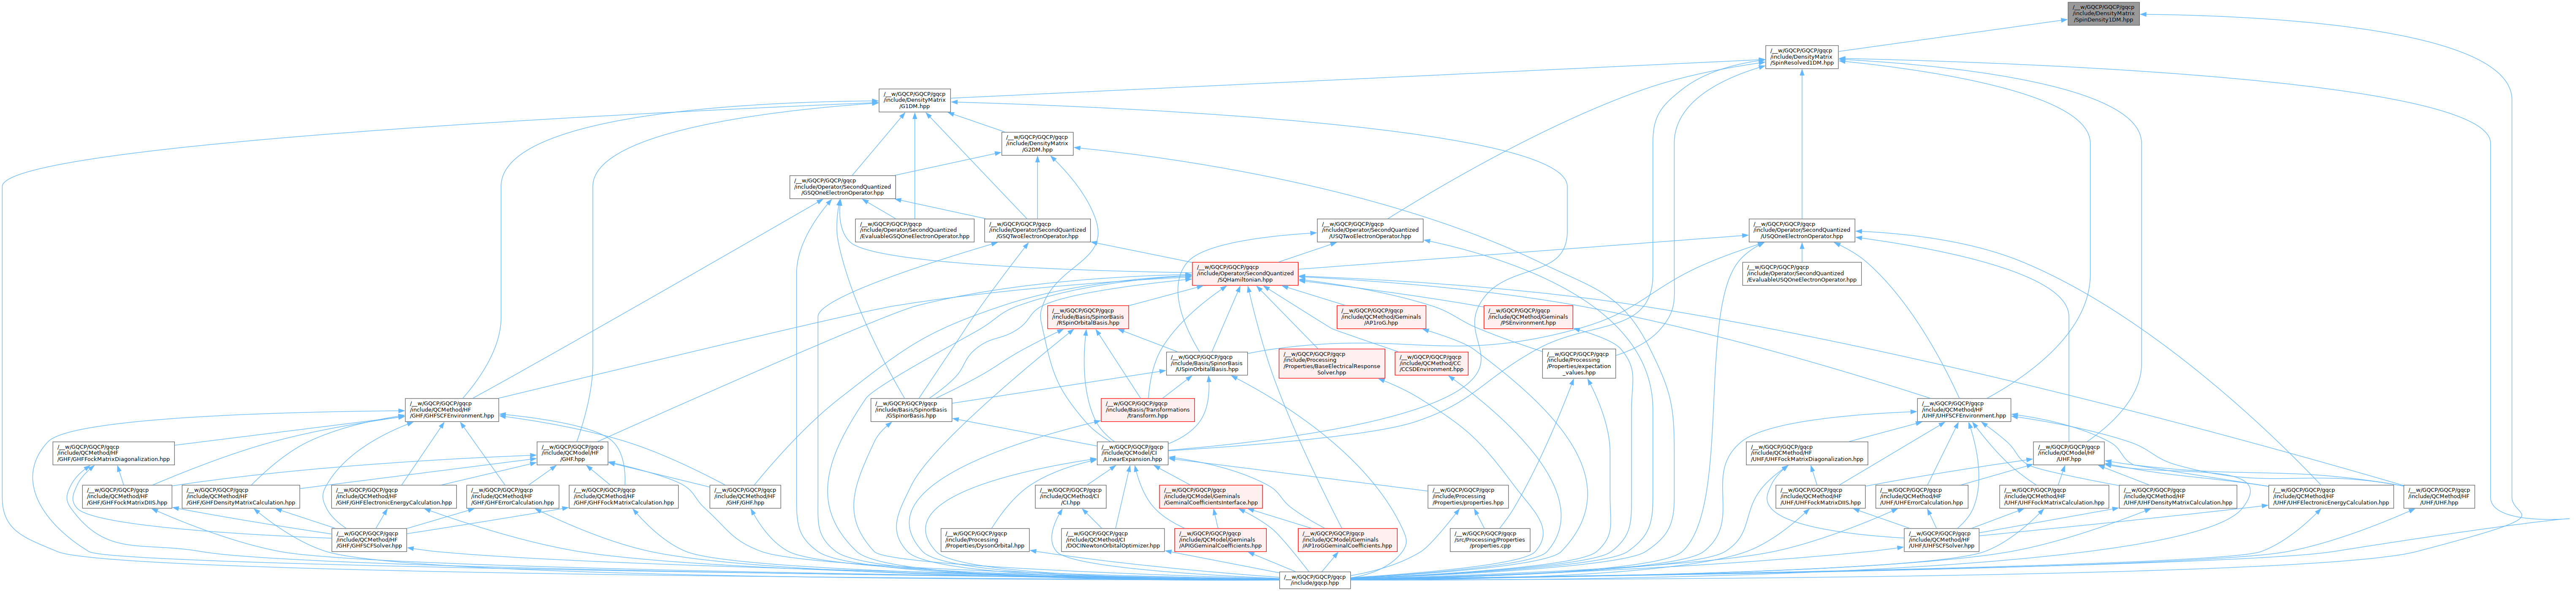 /__w/GQCP/GQCP/gqcp
/include/DensityMatrix
/SpinDensity1DM.hpp
/__w/GQCP/GQCP/gqcp
/include/DensityMatrix
/SpinResolved1DM.hpp
/__w/GQCP/GQCP/gqcp
/include/DensityMatrix
/G1DM.hpp
/__w/GQCP/GQCP/gqcp
/include/DensityMatrix
/G2DM.hpp
/__w/GQCP/GQCP/gqcp
/include/Operator/SecondQuantized
/GSQOneElectronOperator.hpp
/__w/GQCP/GQCP/gqcp
/include/Operator/SecondQuantized
/EvaluableGSQOneElectronOperator.hpp
/__w/GQCP/GQCP/gqcp
/include/Operator/SecondQuantized
/GSQTwoElectronOperator.hpp
/__w/GQCP/GQCP/gqcp
/include/Operator/SecondQuantized
/USQTwoElectronOperator.hpp
/__w/GQCP/GQCP/gqcp
/include/Operator/SecondQuantized
/USQOneElectronOperator.hpp
/__w/GQCP/GQCP/gqcp
/include/Operator/SecondQuantized
/SQHamiltonian.hpp
/__w/GQCP/GQCP/gqcp
/include/Operator/SecondQuantized
/EvaluableUSQOneElectronOperator.hpp
/__w/GQCP/GQCP/gqcp
/include/Basis/SpinorBasis
/RSpinOrbitalBasis.hpp
/__w/GQCP/GQCP/gqcp
/include/QCMethod/Geminals
/AP1roG.hpp
/__w/GQCP/GQCP/gqcp
/include/QCMethod/Geminals
/PSEnvironment.hpp
/__w/GQCP/GQCP/gqcp
/include/Basis/SpinorBasis
/USpinOrbitalBasis.hpp
/__w/GQCP/GQCP/gqcp
/include/Processing
/Properties/BaseElectricalResponse
Solver.hpp
/__w/GQCP/GQCP/gqcp
/include/QCMethod/CC
/CCSDEnvironment.hpp
/__w/GQCP/GQCP/gqcp
/include/Processing
/Properties/expectation
_values.hpp
/__w/GQCP/GQCP/gqcp
/include/QCMethod/HF
/GHF/GHFSCFEnvironment.hpp
/__w/GQCP/GQCP/gqcp
/include/Basis/SpinorBasis
/GSpinorBasis.hpp
/__w/GQCP/GQCP/gqcp
/include/Basis/Transformations
/transform.hpp
/__w/GQCP/GQCP/gqcp
/include/QCMethod/HF
/UHF/UHFSCFEnvironment.hpp
/__w/GQCP/GQCP/gqcp
/include/QCMethod/HF
/GHF/GHFFockMatrixDiagonalization.hpp
/__w/GQCP/GQCP/gqcp
/include/QCModel/HF
/GHF.hpp
/__w/GQCP/GQCP/gqcp
/include/QCModel/CI
/LinearExpansion.hpp
/__w/GQCP/GQCP/gqcp
/include/QCMethod/HF
/UHF/UHFFockMatrixDiagonalization.hpp
/__w/GQCP/GQCP/gqcp
/include/QCModel/HF
/UHF.hpp
/__w/GQCP/GQCP/gqcp
/include/QCMethod/HF
/GHF/GHFFockMatrixDIIS.hpp
/__w/GQCP/GQCP/gqcp
/include/QCMethod/HF
/GHF/GHFDensityMatrixCalculation.hpp
/__w/GQCP/GQCP/gqcp
/include/QCMethod/HF
/GHF/GHFElectronicEnergyCalculation.hpp
/__w/GQCP/GQCP/gqcp
/include/QCMethod/HF
/GHF/GHFErrorCalculation.hpp
/__w/GQCP/GQCP/gqcp
/include/QCMethod/HF
/GHF/GHFFockMatrixCalculation.hpp
/__w/GQCP/GQCP/gqcp
/include/QCMethod/HF
/GHF/GHF.hpp
/__w/GQCP/GQCP/gqcp
/include/QCMethod/CI
/CI.hpp
/__w/GQCP/GQCP/gqcp
/include/QCModel/Geminals
/GeminalCoefficientsInterface.hpp
/__w/GQCP/GQCP/gqcp
/include/Processing
/Properties/properties.hpp
/__w/GQCP/GQCP/gqcp
/include/QCMethod/HF
/UHF/UHFFockMatrixDIIS.hpp
/__w/GQCP/GQCP/gqcp
/include/QCMethod/HF
/UHF/UHFErrorCalculation.hpp
/__w/GQCP/GQCP/gqcp
/include/QCMethod/HF
/UHF/UHFFockMatrixCalculation.hpp
/__w/GQCP/GQCP/gqcp
/include/QCMethod/HF
/UHF/UHFDensityMatrixCalculation.hpp
/__w/GQCP/GQCP/gqcp
/include/QCMethod/HF
/UHF/UHFElectronicEnergyCalculation.hpp
/__w/GQCP/GQCP/gqcp
/include/QCMethod/HF
/UHF/UHF.hpp
/__w/GQCP/GQCP/gqcp
/include/QCMethod/HF
/GHF/GHFSCFSolver.hpp
/__w/GQCP/GQCP/gqcp
/include/Processing
/Properties/DysonOrbital.hpp
/__w/GQCP/GQCP/gqcp
/include/QCMethod/CI
/DOCINewtonOrbitalOptimizer.hpp
/__w/GQCP/GQCP/gqcp
/include/QCModel/Geminals
/APIGGeminalCoefficients.hpp
/__w/GQCP/GQCP/gqcp
/include/QCModel/Geminals
/AP1roGGeminalCoefficients.hpp
/__w/GQCP/GQCP/gqcp
/src/Processing/Properties
/properties.cpp
/__w/GQCP/GQCP/gqcp
/include/QCMethod/HF
/UHF/UHFSCFSolver.hpp
/__w/GQCP/GQCP/gqcp
/include/gqcp.hpp